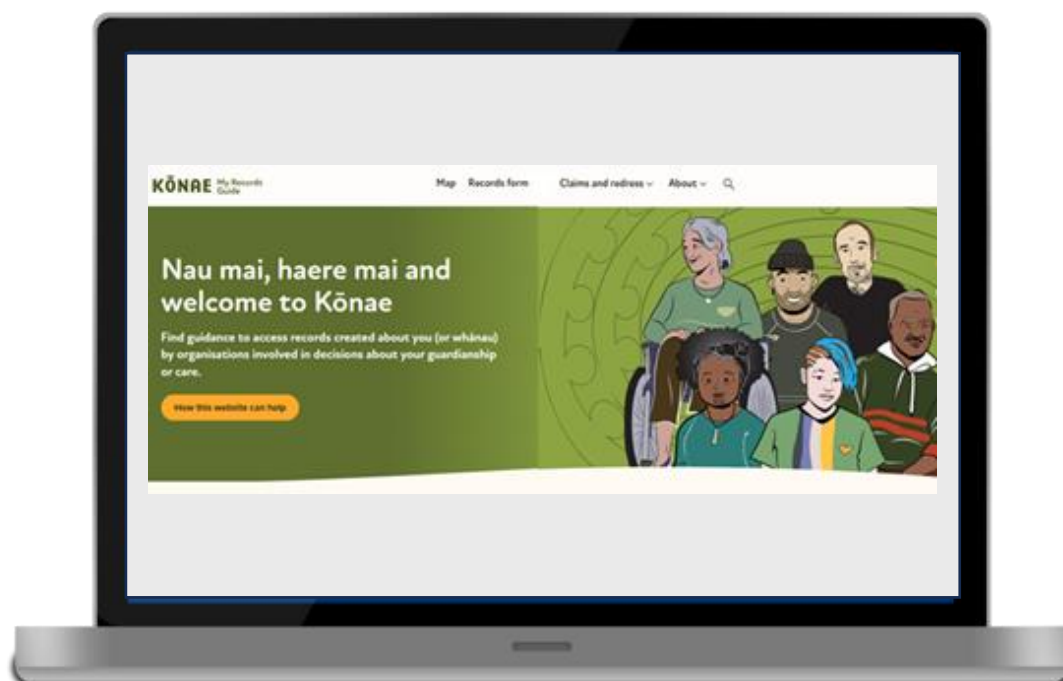 KŌNAE My Records Guide
Map Records form Claims and redress About
Nau mai, haere mai and
welcome to Kōnae
Find guidance to access records created about you (or whānau)
by organisations involved in decisions about your guardianship
or care.
How this website can help